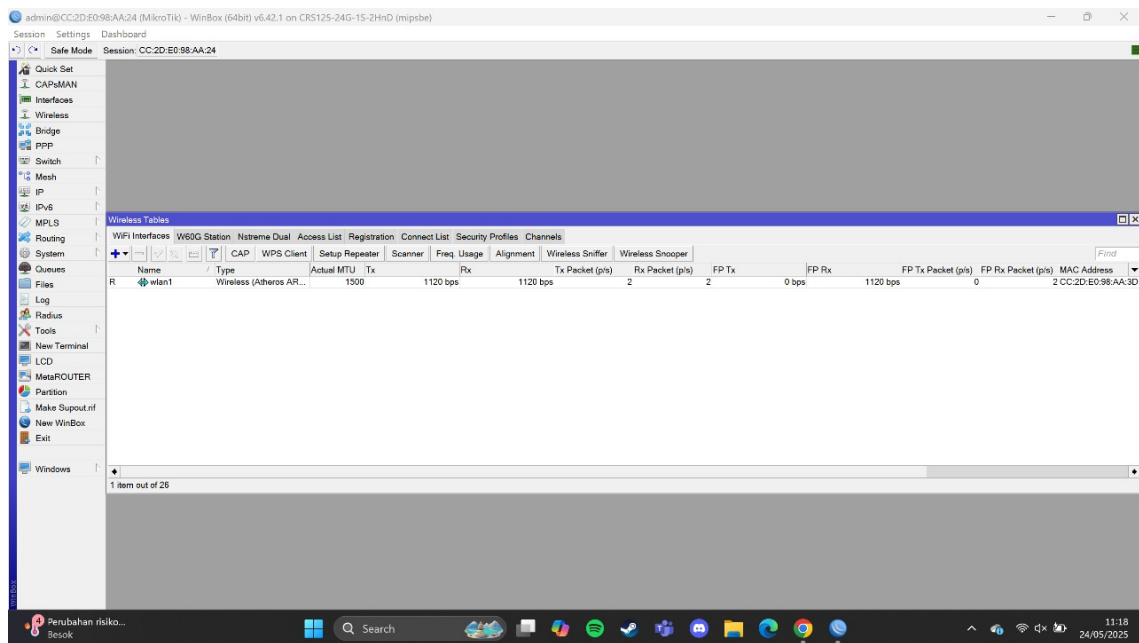 admin@CC:2D:E0:98:AA:24 (MikroTik) - WinBox (64bit) v6.42.1 on CRS125-24G-1S-2HnD (mipsbe)
Session Settings Dashboard
Safe Mode Session: CC:2D:E0:98:AA:24
Quick Set
CAPsMAN
Interfaces
Wireless
Bridge
PPP
Switch
Mesh
IP
IPv6
MPLS
Routing
System
Queues
Files
Log
Radius
Tools
New Terminal
LCD
MetaROUTER
Partition
Make Supout.rif
New WinBox
Exit
Windows
WinBox
Wireless Tables
WiFi Interfaces W60G Station Nstreme Dual Access List Registration Connect List Security Profiles Channels
CAP WPS Client Setup Repeater Scanner Freq. Usage Alignment Wireless Sniffer Wireless Snooper Find
Name / Type Actual MTU Tx Rx Tx Packet (p/s) Rx Packet (p/s) FP Tx FP Rx FP Tx Packet (p/s) FP Rx Packet (p/s) MAC Address
R wlan1 Wireless (Atheros AR... 1500 1120 bps 1120 bps 2 2 0 bps 1120 bps 0 2 CC:2D:E0:98:AA:3D
1 item out of 26
4 Perubahan risiko...
Besok
Search
11:18
24/05/2025